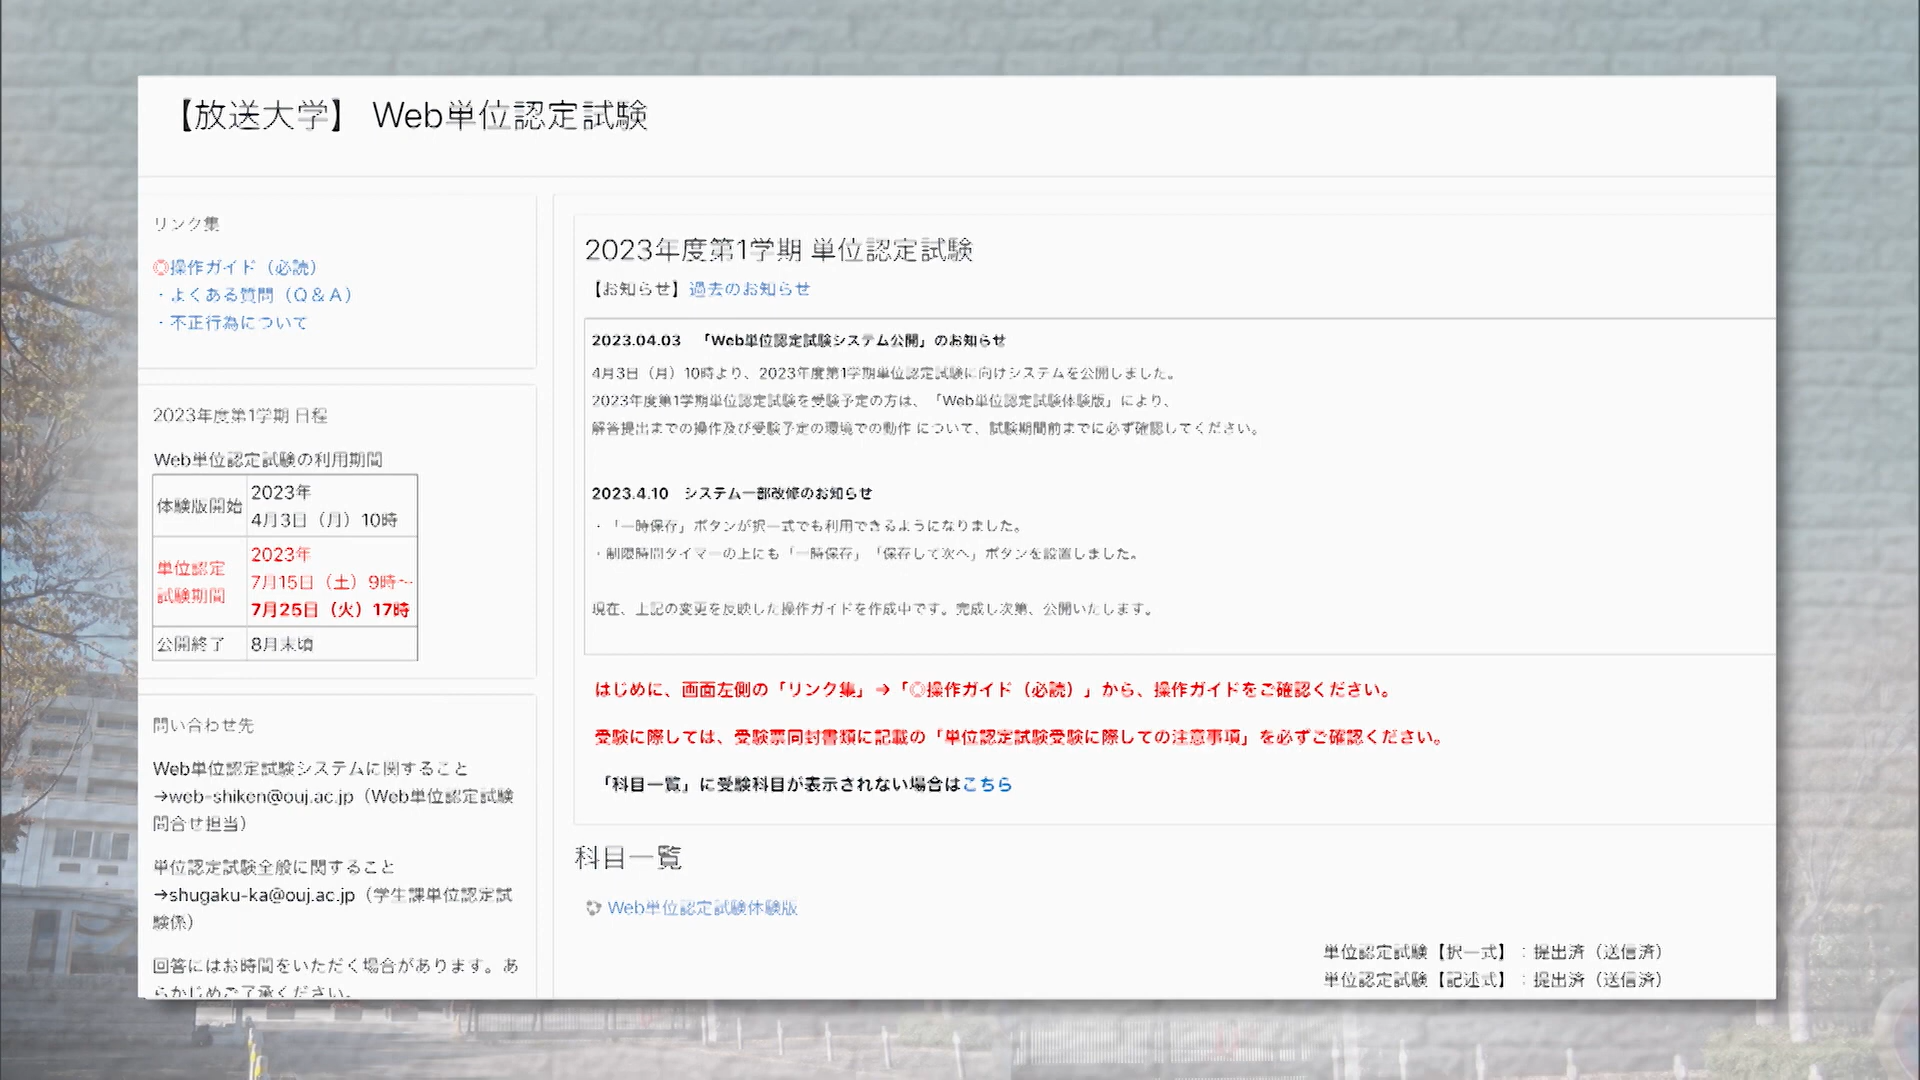 【放送大学】 Web単位認定試験
リンク集
◎操作ガイド（必読）
・よくある質問（Q＆A）
・不正行為について
2023年度第1学期 日程
Web単位認定試験の利用期間
体験版開始
2023年
4月3日（月）10時
単位認定
試験期間
2023年
7月15日（土）9時～
7月25日（火）17時
公開終了
8月末頃
問い合わせ先
Web単位認定試験システムに関すること
→web-shiken@ouj.ac.jp（Web単位認定試験
問合せ担当）
単位認定試験全般に関すること
→shugaku-ka@ouj.ac.jp（学生課単位認定試
験係）
回答にはお時間をいただく場合があります。あ
らかじめご了承ください。
2023年度第1学期 単位認定試験
【お知らせ】過去のお知らせ
2023.04.03 「Web単位認定試験システム公開」のお知らせ
4月3日（月）10時より、2023年度第1学期単位認定試験に向けシステムを公開しました。
2023年度第1学期単位認定試験を受験予定の方は、「Web単位認定試験体験版」により、
解答提出までの操作及び受験予定の環境での動作 について、試験期間前までに必ず確認してください。
2023.4.10 システム一部改修のお知らせ
・「一時保存」ボタンが択一式でも利用できるようになりました。
・制限時間タイマーの上にも「一時保存」「保存して次へ」ボタンを設置しました。
現在、上記の変更を反映した操作ガイドを作成中です。完成し次第、公開いたします。
はじめに、画面左側の「リンク集」→「◎操作ガイド（必読）」から、操作ガイドをご確認ください。
受験に際しては、受験票同封書類に記載の「単位認定試験受験に際しての注意事項」を必ずご確認ください。
「科目一覧」に受験科目が表示されない場合はこちら
科目一覧
Web単位認定試験体験版
単位認定試験【択一式】：提出済（送信済）
単位認定試験【記述式】：提出済（送信済）